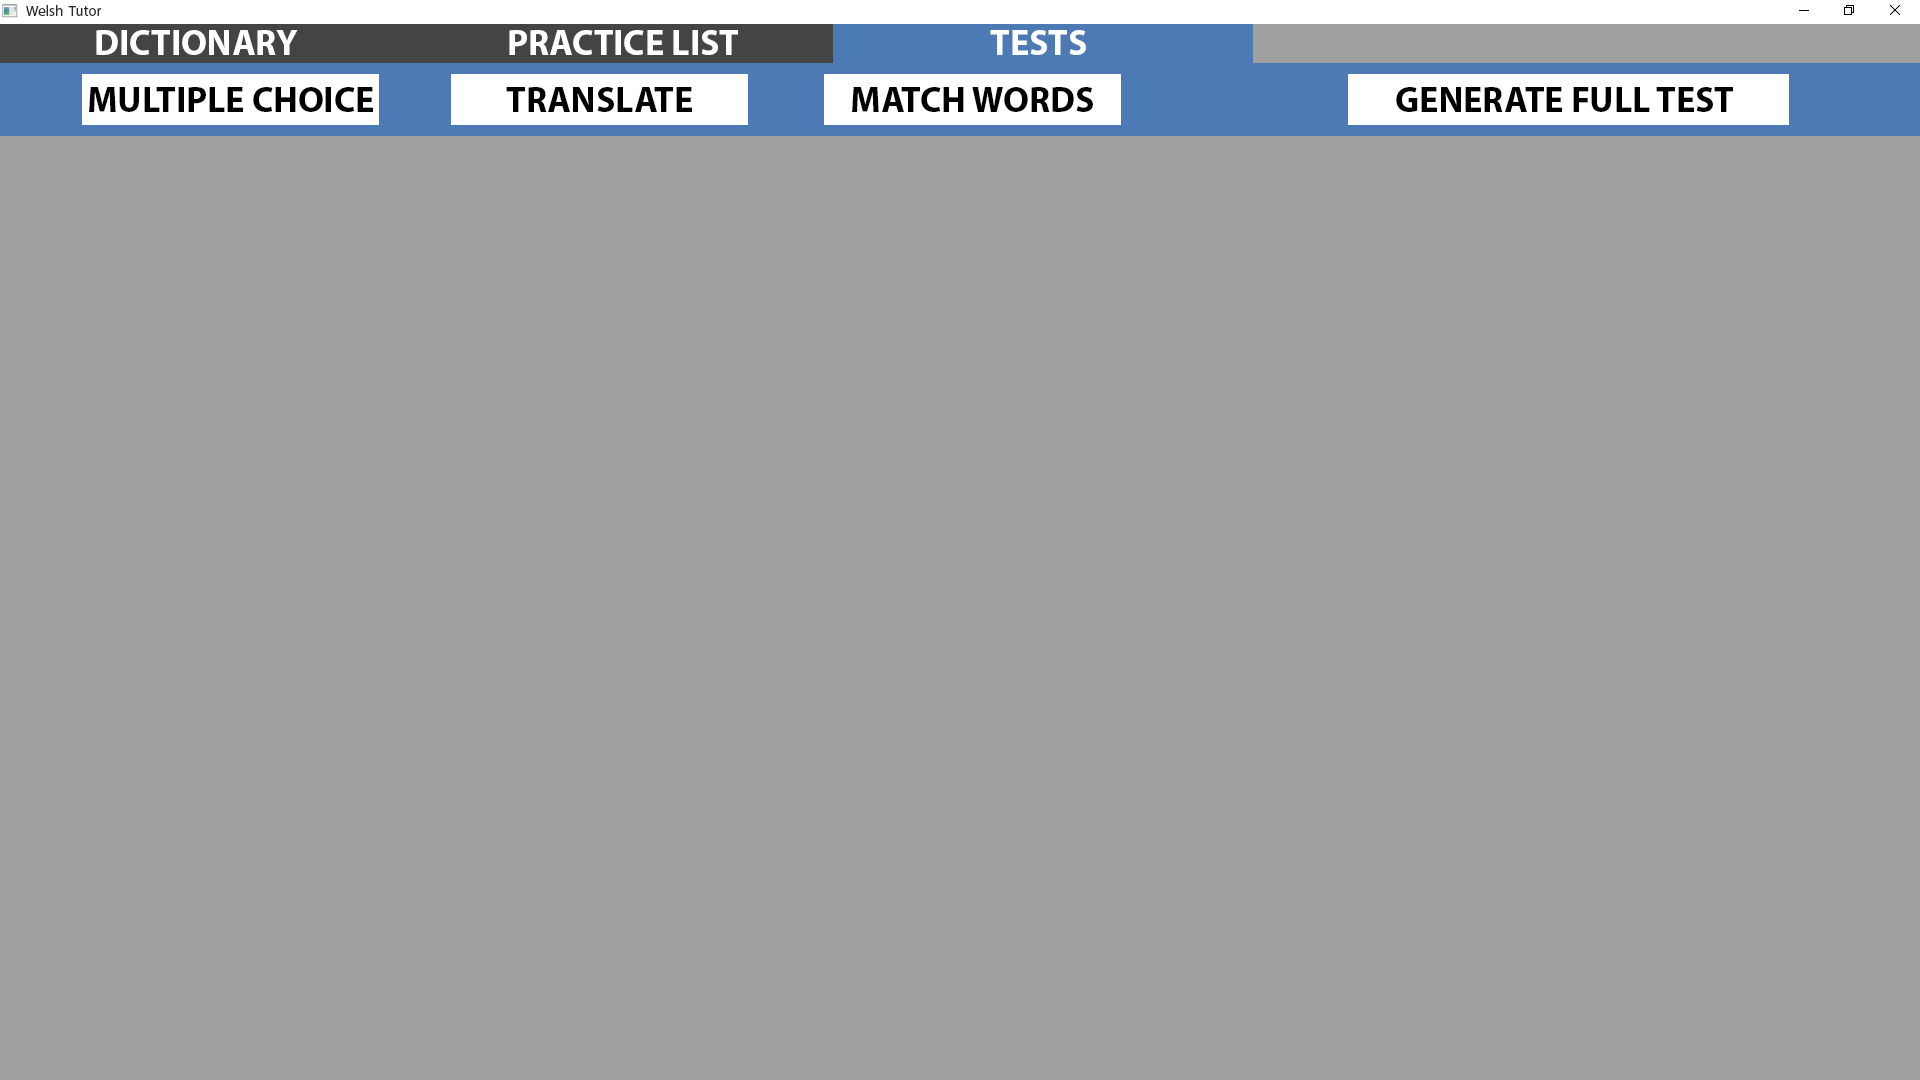 Welsh Tutor
DICTIONARY PRACTICE LIST TESTS
MULTIPLE CHOICE TRANSLATE MATCH WORDS GENERATE FULL TEST